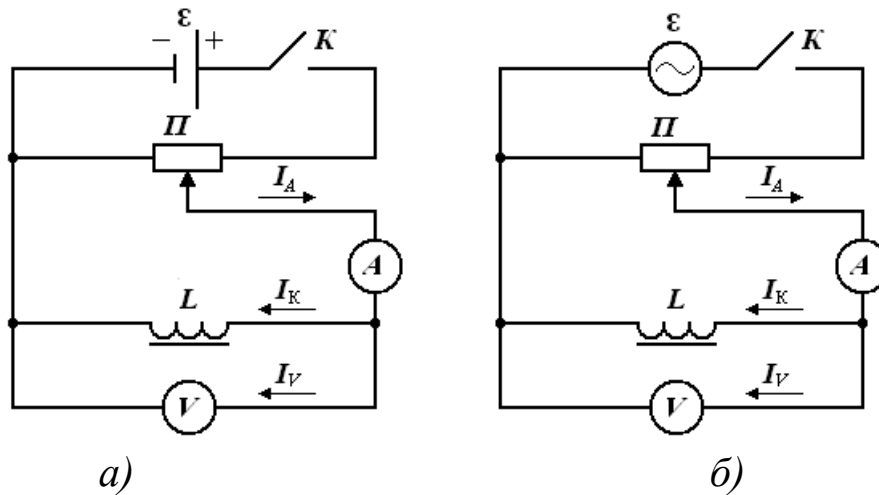 ε ε
− + К К
П П
I_A I_A
A A
L I_К L I_К
V I_V V I_V
а) б)